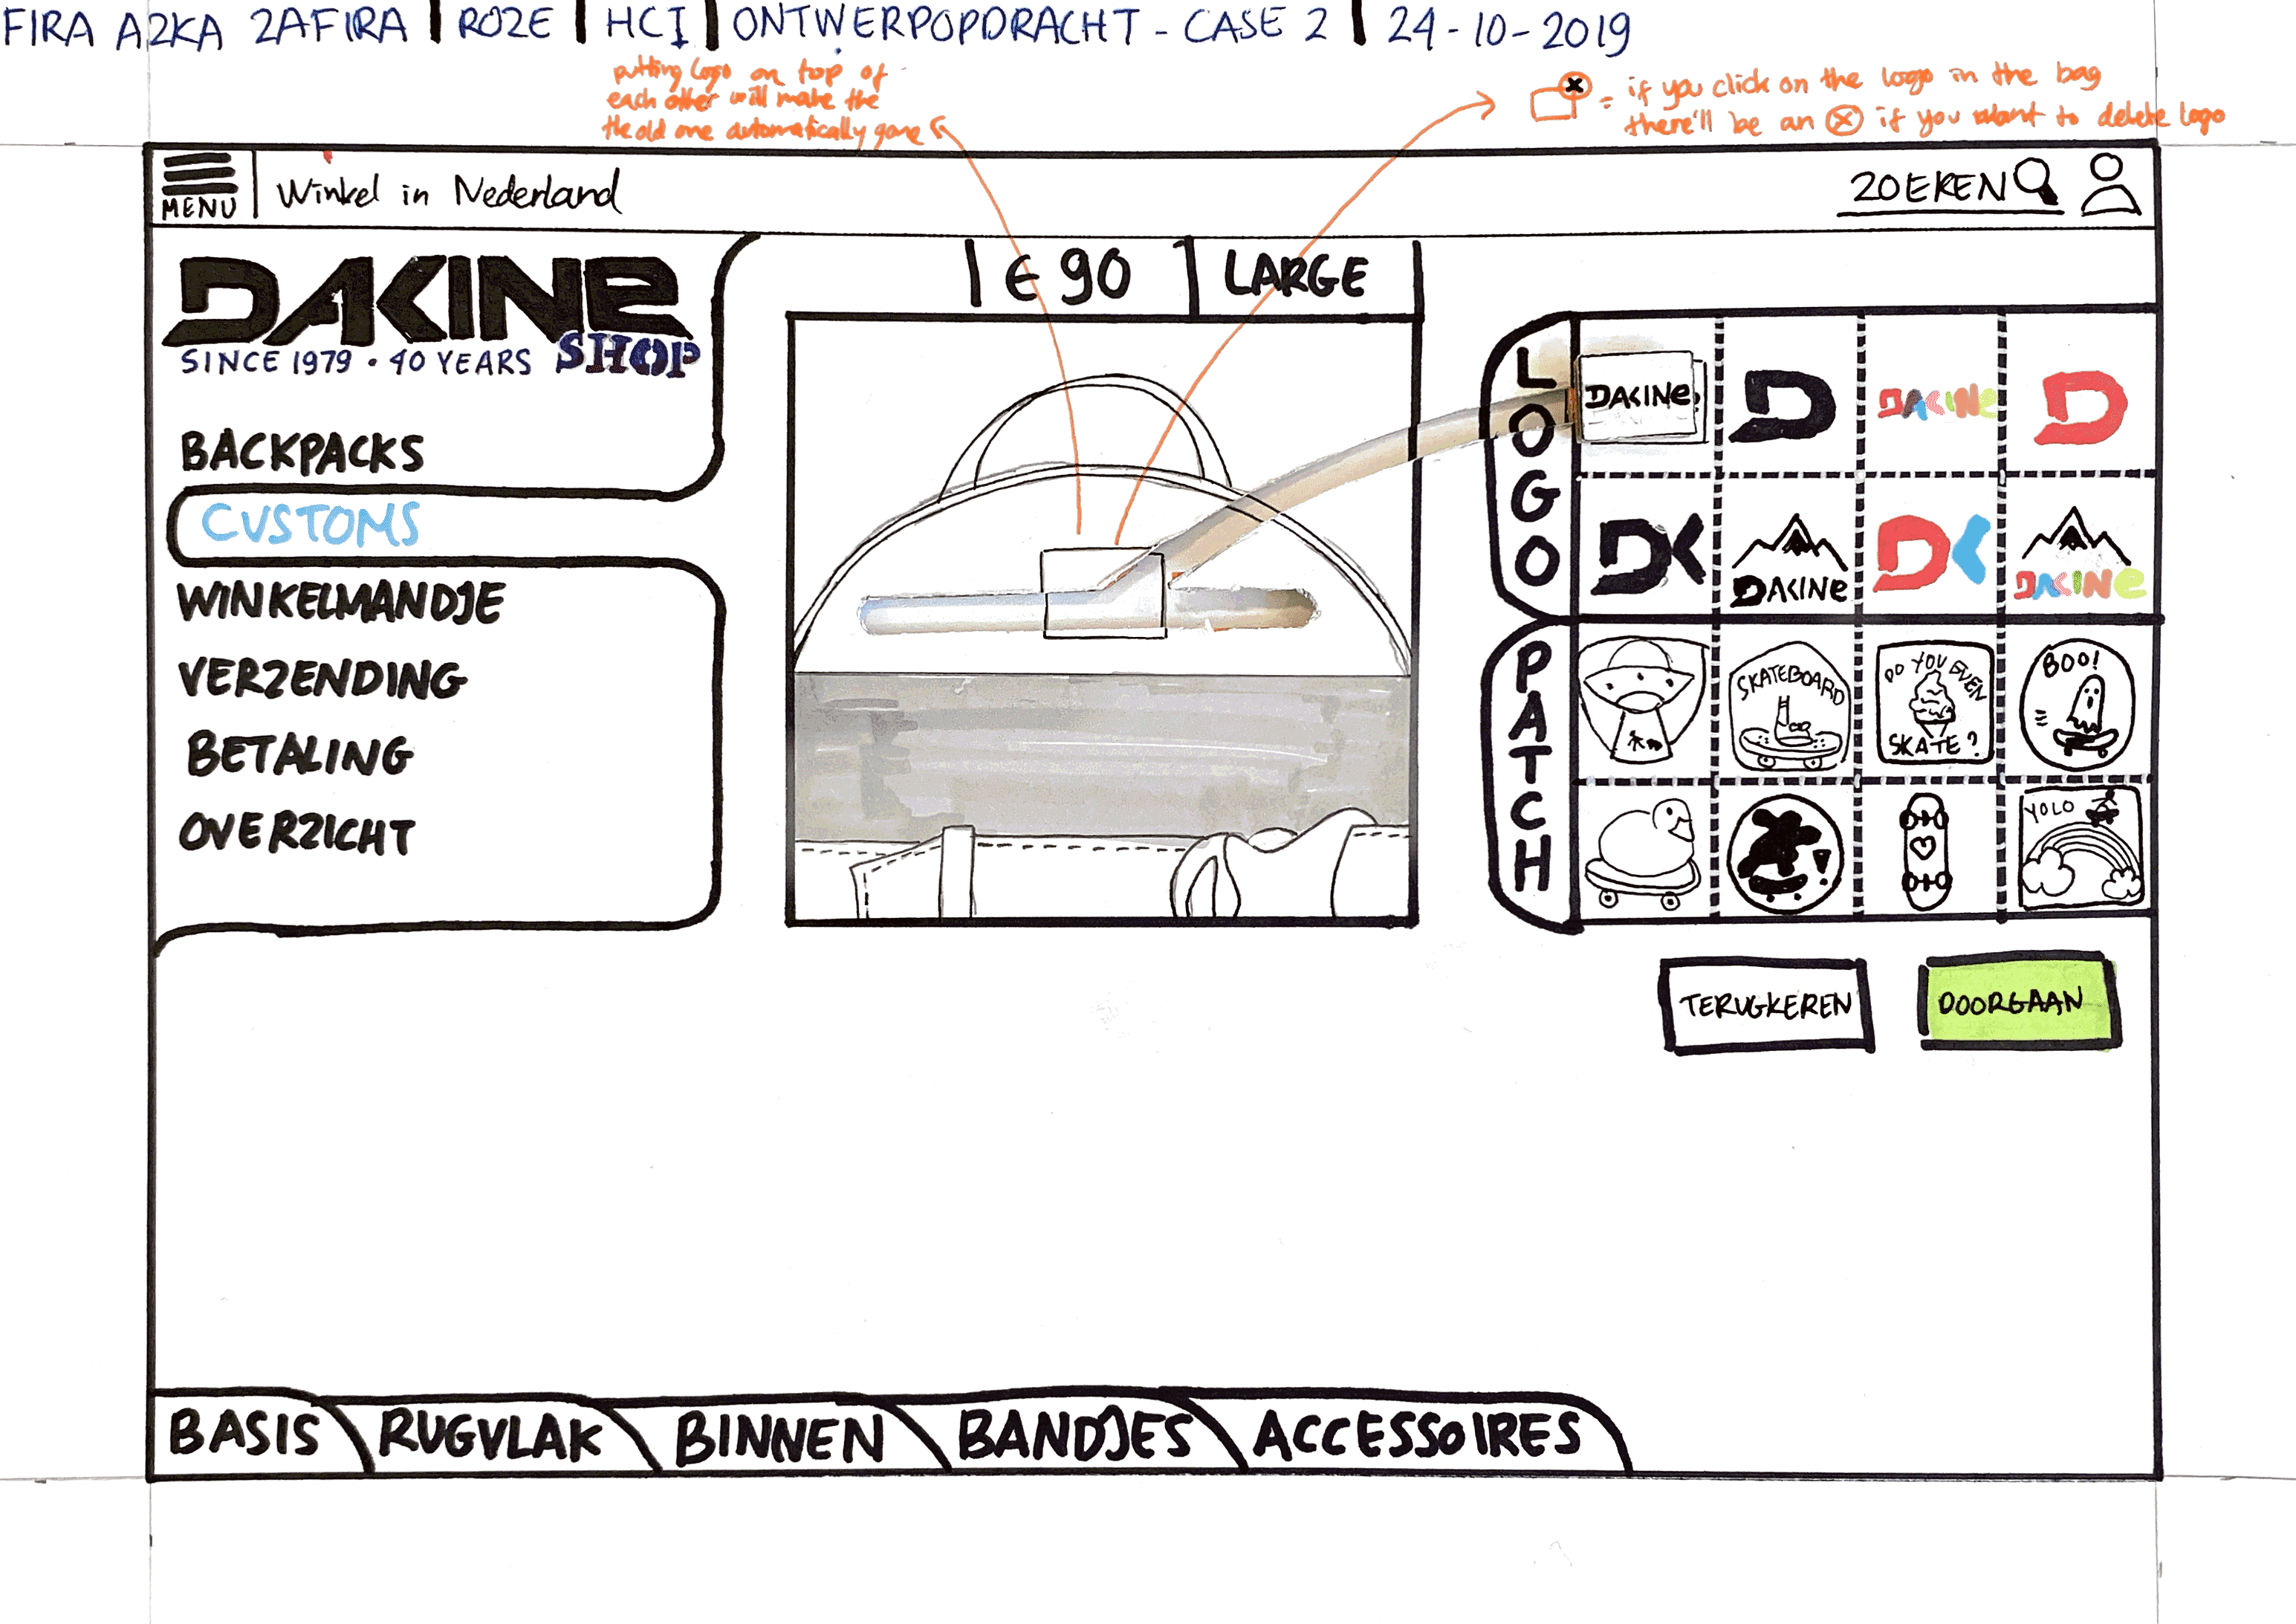 FIRA AZKA ZAFIRA | ROZE | HCI | ONTWERPOPDRACHT - CASE 2 | 24-10-2019
putting logo on top of
each other will make the
the old one automatically gone
x = if you click on the logo in the bag
there'll be an ⓧ if you want to delete logo
MENU
Winkel in Nederland
ZOEKEN
DAKINE
SINCE 1979 · 40 YEARS SHOP
€ 90
LARGE
BACKPACKS
CUSTOMS
WINKELMANDJE
VERZENDING
BETALING
OVERZICHT
LOGO
DAKINE
D
DAKINE
D
DK
DAKINE
DK
DAKINE
PATCH
SKATEBOARD
DO YOU EVEN
SKATE?
BOO!
YOLO
TERUGKEREN
DOORGAAN
BASIS
RUGVLAK
BINNEN
BANDJES
ACCESSOIRES